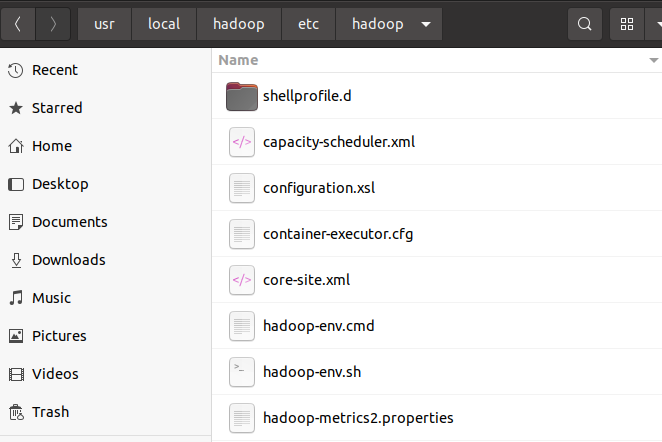 usr local hadoop etc hadoop
Name
Recent
Starred
Home
Desktop
Documents
Downloads
Music
Pictures
Videos
Trash
shellprofile.d
capacity-scheduler.xml
configuration.xsl
container-executor.cfg
core-site.xml
hadoop-env.cmd
hadoop-env.sh
hadoop-metrics2.properties